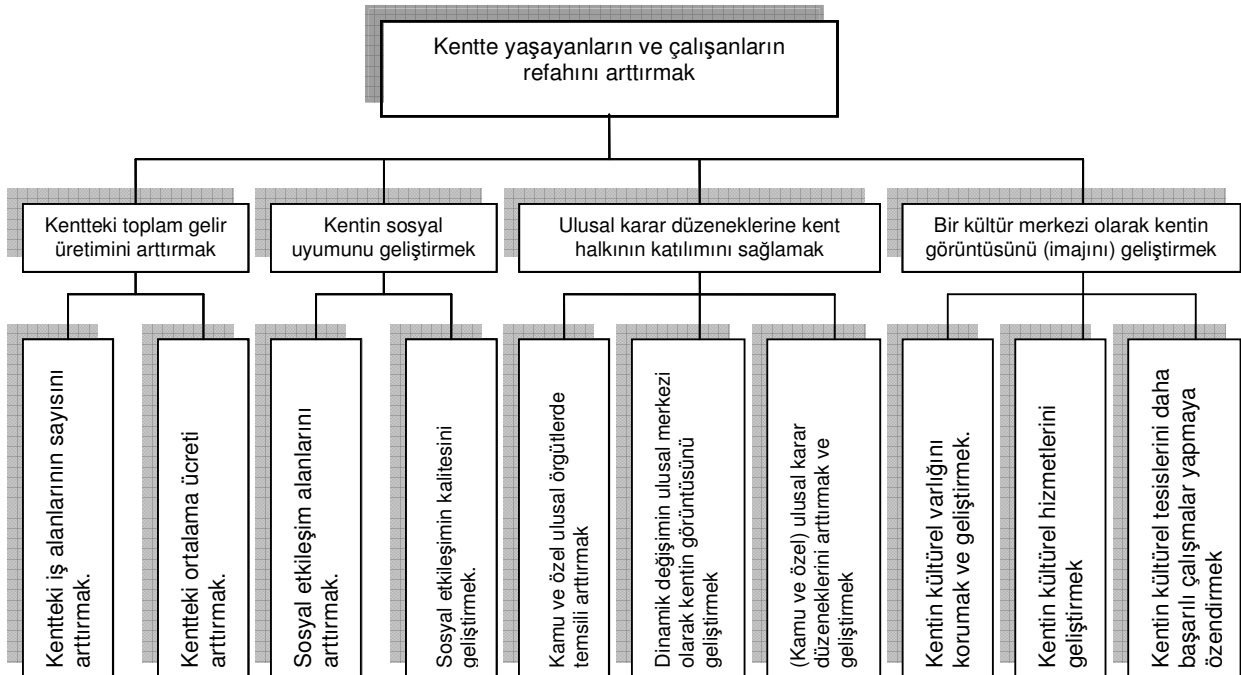 Kentte yaşayanların ve çalışanların
refahını arttırmak
Kentteki toplam gelir
üretimini arttırmak
Kentin sosyal
uyumunu geliştirmek
Ulusal karar düzeneklerine kent
halkının katılımını sağlamak
Bir kültür merkezi olarak kentin
görüntüsünü (imajını) geliştirmek
Kentteki iş alanlarının sayısını
arttırmak.
Kentteki ortalama ücreti
arttırmak.
Sosyal etkileşim alanlarını
arttırmak.
Sosyal etkileşimin kalitesini
geliştirmek.
Kamu ve özel ulusal örgütlerde
temsili arttırmak
Dinamik değişimin ulusal merkezi
olarak kentin görüntüsünü
geliştirmek
(Kamu ve özel) ulusal karar
düzeneklerini arttırmak ve
geliştirmek
Kentin kültürel varlığını
korumak ve geliştirmek.
Kentin kültürel hizmetlerini
geliştirmek
Kentin kültürel tesislerini daha
başarılı çalışmalar yapmaya
özendirmek